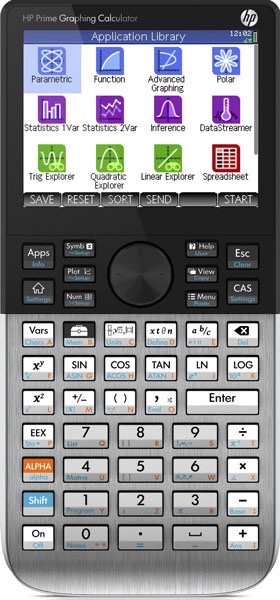 HP Prime Graphing Calculator hp
Application Library 12:02
Parametric Function Advanced Graphing Polar
Statistics 1Var Statistics 2Var Inference DataStreamer
Trig Explorer Quadratic Explorer Linear Explorer Spreadsheet
SAVE RESET SORT SEND START
Apps Symb Help Esc
Info Setup User Clear
Plot View
Setup Copy
Settings Num Menu CAS
Setup Paste Settings
Vars x t θ n a b/c
Chars A Mem B Units C Define D Del
xʸ SIN COS TAN LN LOG
F ASIN G ACOS H ATAN I J K
x² +/− ( ) , Enter
L |x| M N Eval O
EEX 7 8 9 ÷
Sto P List Q R S T
ALPHA 4 5 6 ×
alpha Matrix U V W X
Shift 1 2 3 −
Program Y Z π # Base :
On 0 . +
Off Notes " = Ans ;